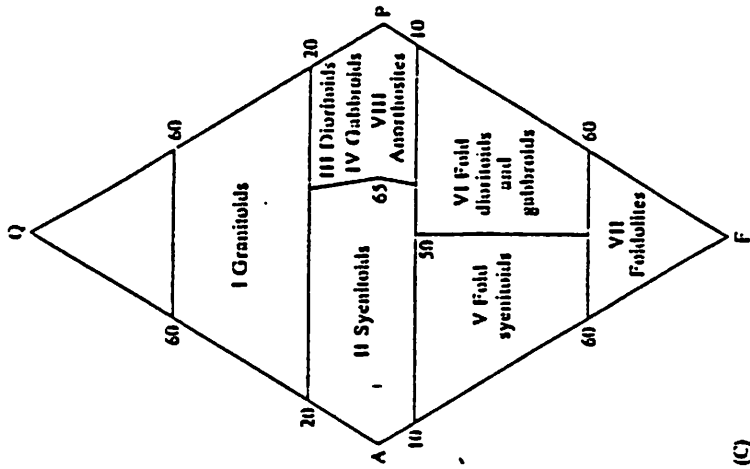 Q
60
60
I Granitoids
20
20
II Syenitoids
III Dioritoids
IV Gabbroids
VIII
Anorthosites
65
A
P
10
10
50
V Foid
syenitoids
VI Foid
dioritoids
and
gabbroids
60
60
VII
Foidolites
F
(C)